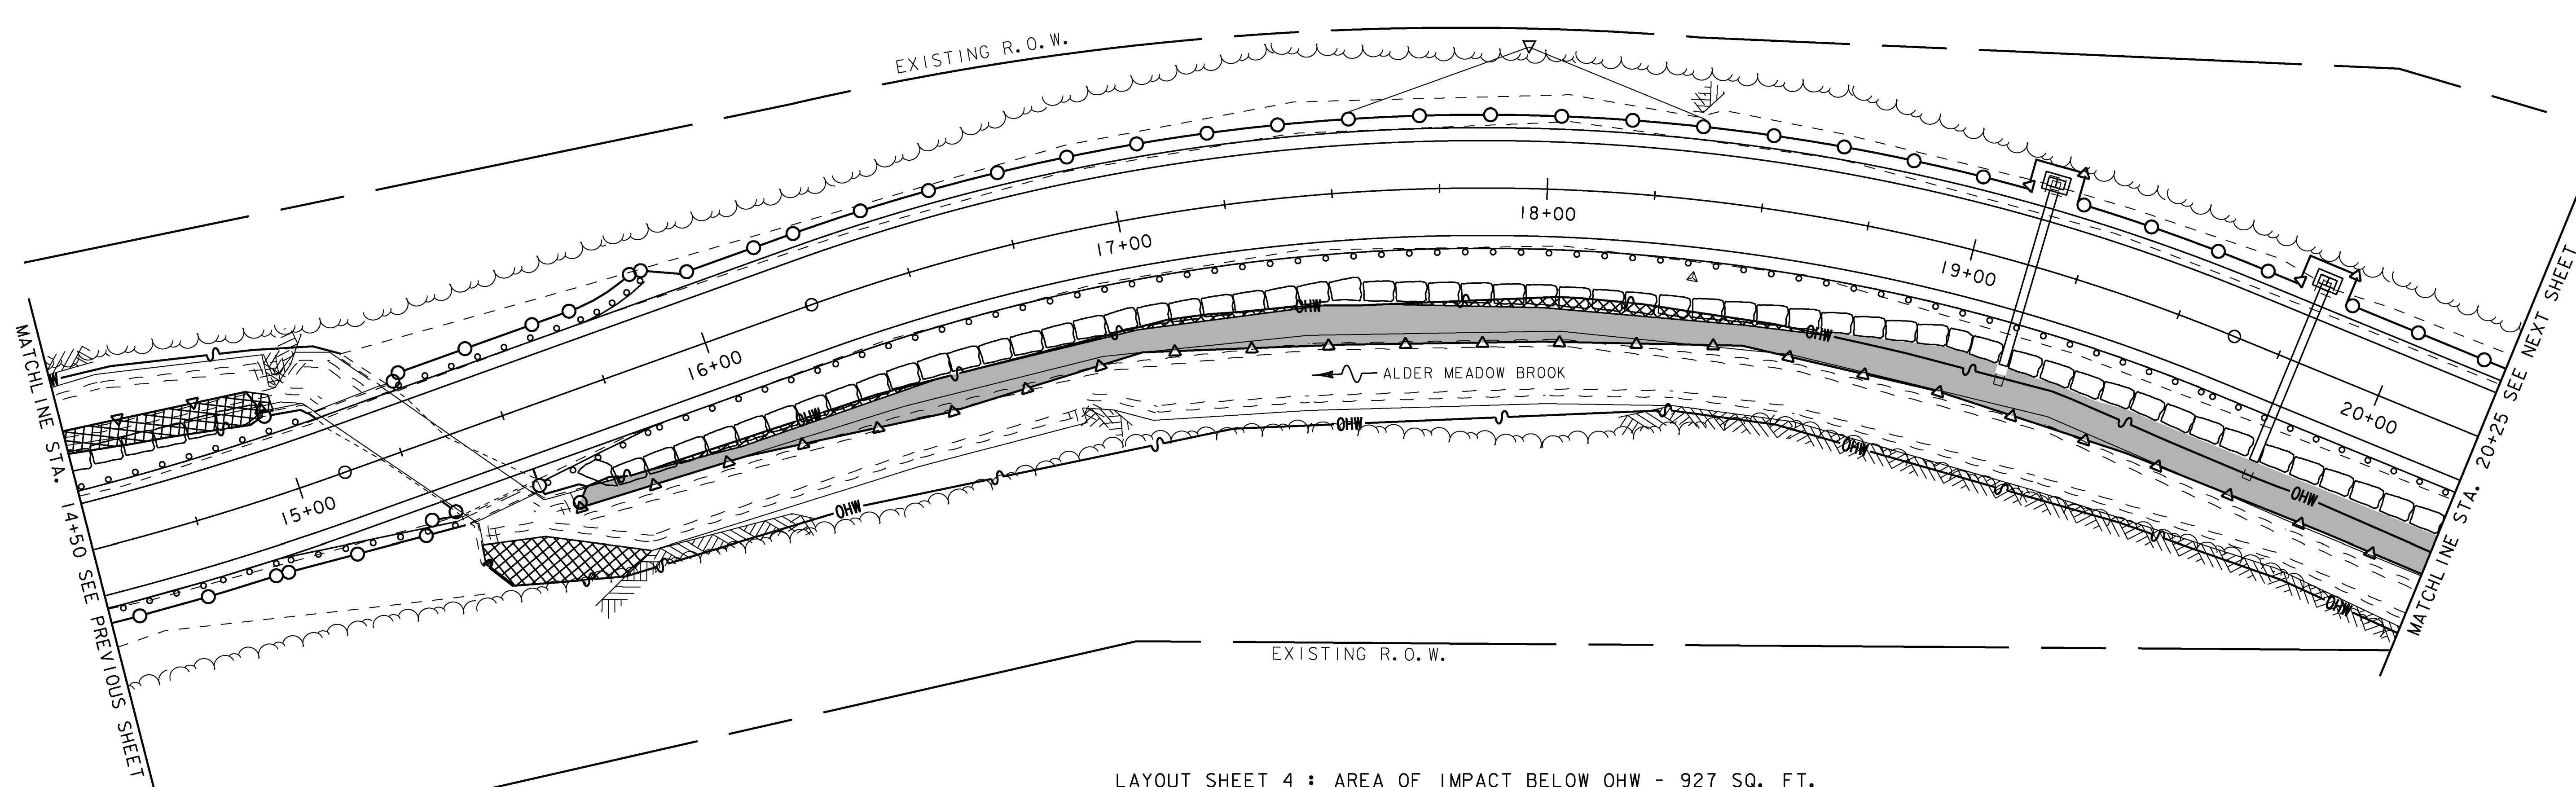 EXISTING R.O.W.
18+00
17+00
19+00
16+00
20+00
15+00
OHW
OHW
OHW
OHW
ALDER MEADOW BROOK
OHW
OHW
OHW
OHW
OHW
W
MATCHLINE STA. 14+50 SEE PREVIOUS SHEET
MATCHLINE STA. 20+25 SEE NEXT SHEET
EXISTING R.O.W.
LAYOUT SHEET 4 : AREA OF IMPACT BELOW OHW - 927 SQ. FT.